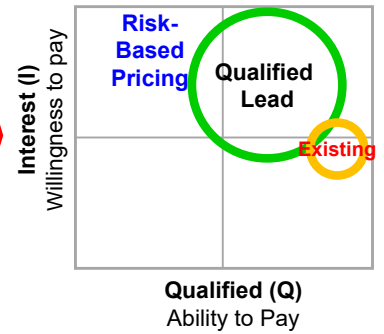 Risk-
Based
Pricing
Qualified
Lead
Existing
Interest (I)
Willingness to pay
Qualified (Q)
Ability to Pay